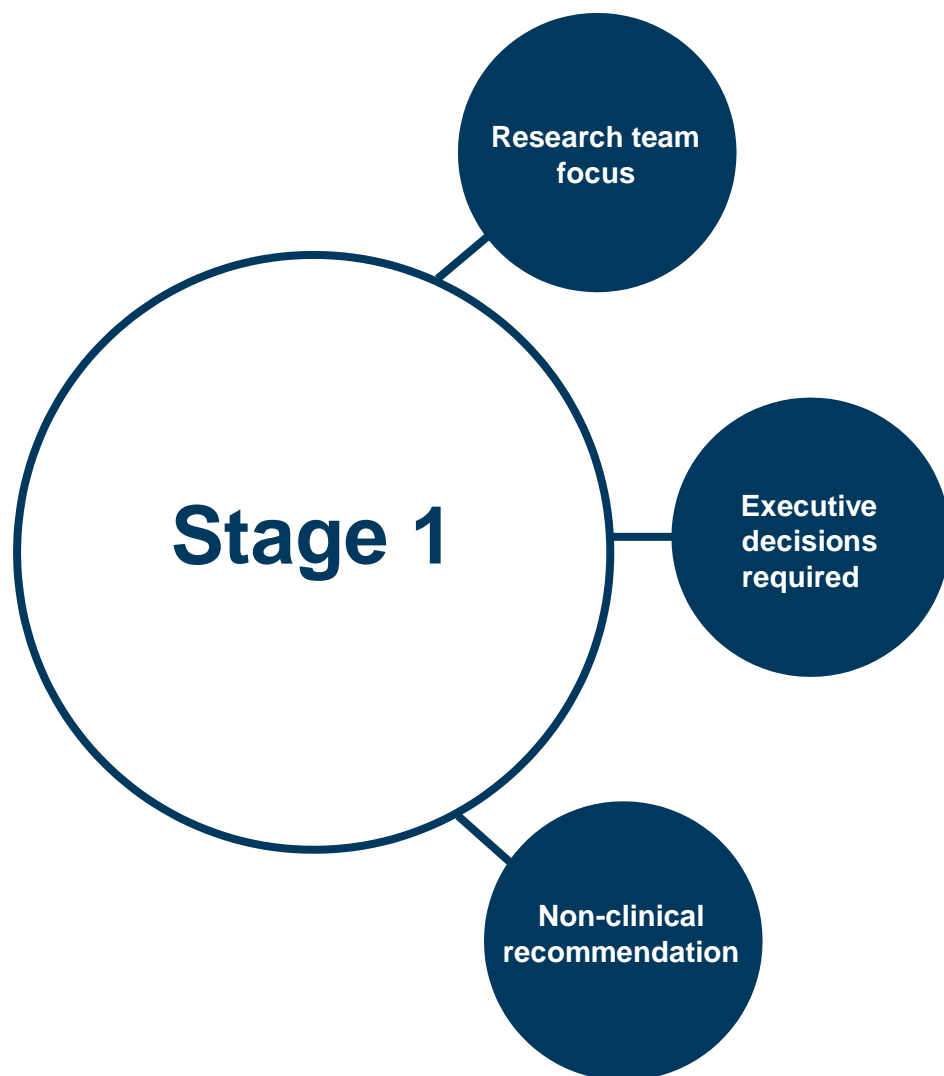 Research team
focus
Stage 1
Executive
decisions
required
Non-clinical
recommendation